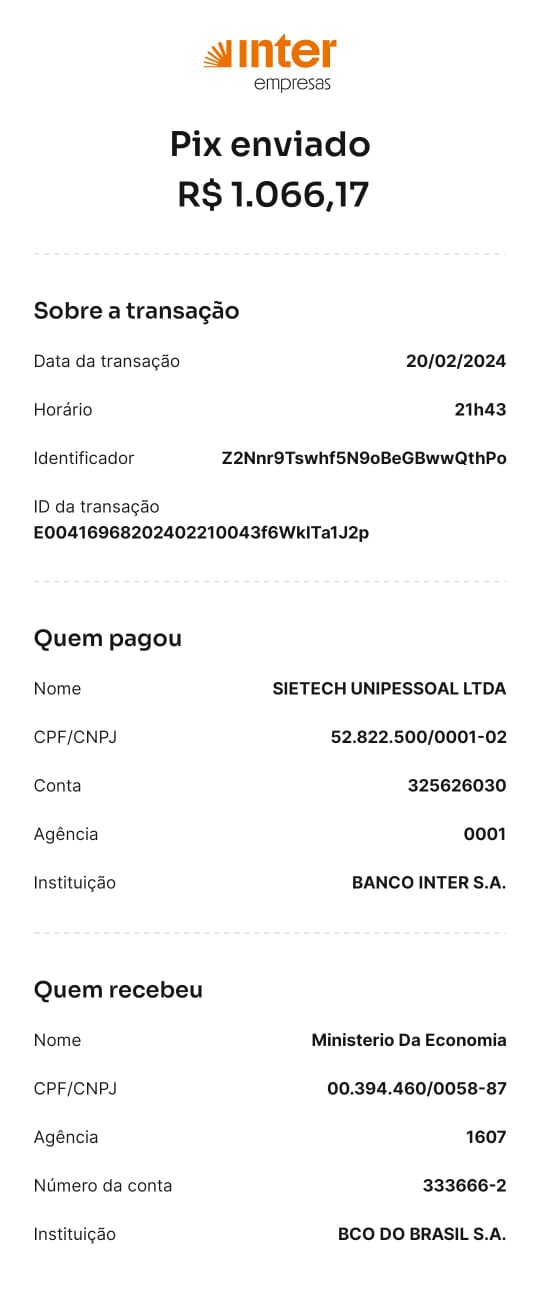 inter
empresas
Pix enviado
R$ 1.066,17
Sobre a transação
Data da transação 20/02/2024
Horário 21h43
Identificador Z2Nnr9Tswhf5N9oBeGBwwQthPo
ID da transação
E00416968202402210043f6WkITa1J2p
Quem pagou
Nome SIETECH UNIPESSOAL LTDA
CPF/CNPJ 52.822.500/0001-02
Conta 325626030
Agência 0001
Instituição BANCO INTER S.A.
Quem recebeu
Nome Ministerio Da Economia
CPF/CNPJ 00.394.460/0058-87
Agência 1607
Número da conta 333666-2
Instituição BCO DO BRASIL S.A.